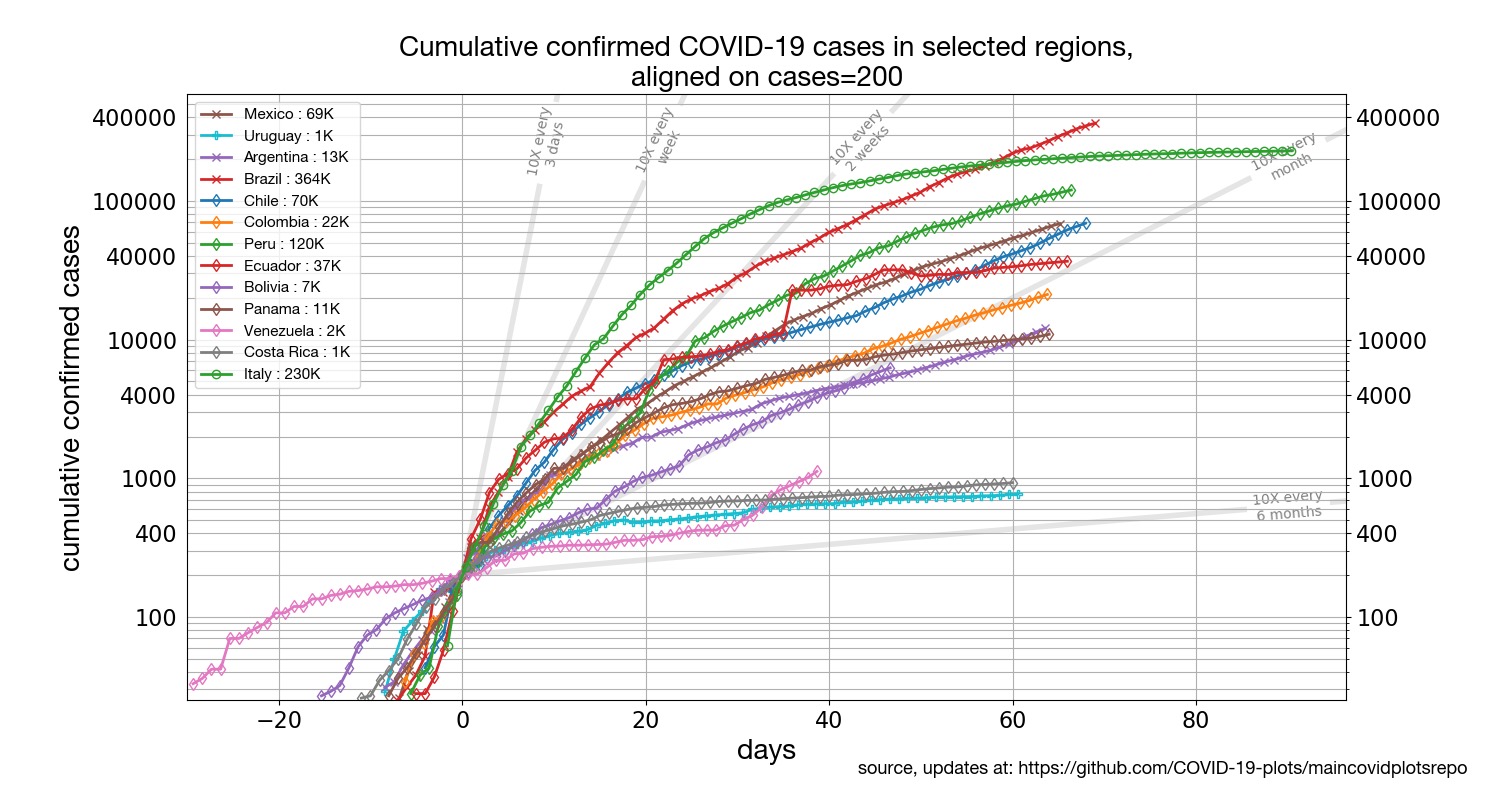 Cumulative confirmed COVID-19 cases in selected regions,
aligned on cases=200
cumulative confirmed cases
400000
100000
40000
10000
4000
1000
400
100
Mexico : 69K
Uruguay : 1K
Argentina : 13K
Brazil : 364K
Chile : 70K
Colombia : 22K
Peru : 120K
Ecuador : 37K
Bolivia : 7K
Panama : 11K
Venezuela : 2K
Costa Rica : 1K
Italy : 230K
10X every
3 days
10X every
week
10X every
2 weeks
10X every
month
10X every
6 months
400000
100000
40000
10000
4000
1000
400
100
−20 0 20 40 60 80
days
source, updates at: https://github.com/COVID-19-plots/maincovidplotsrepo